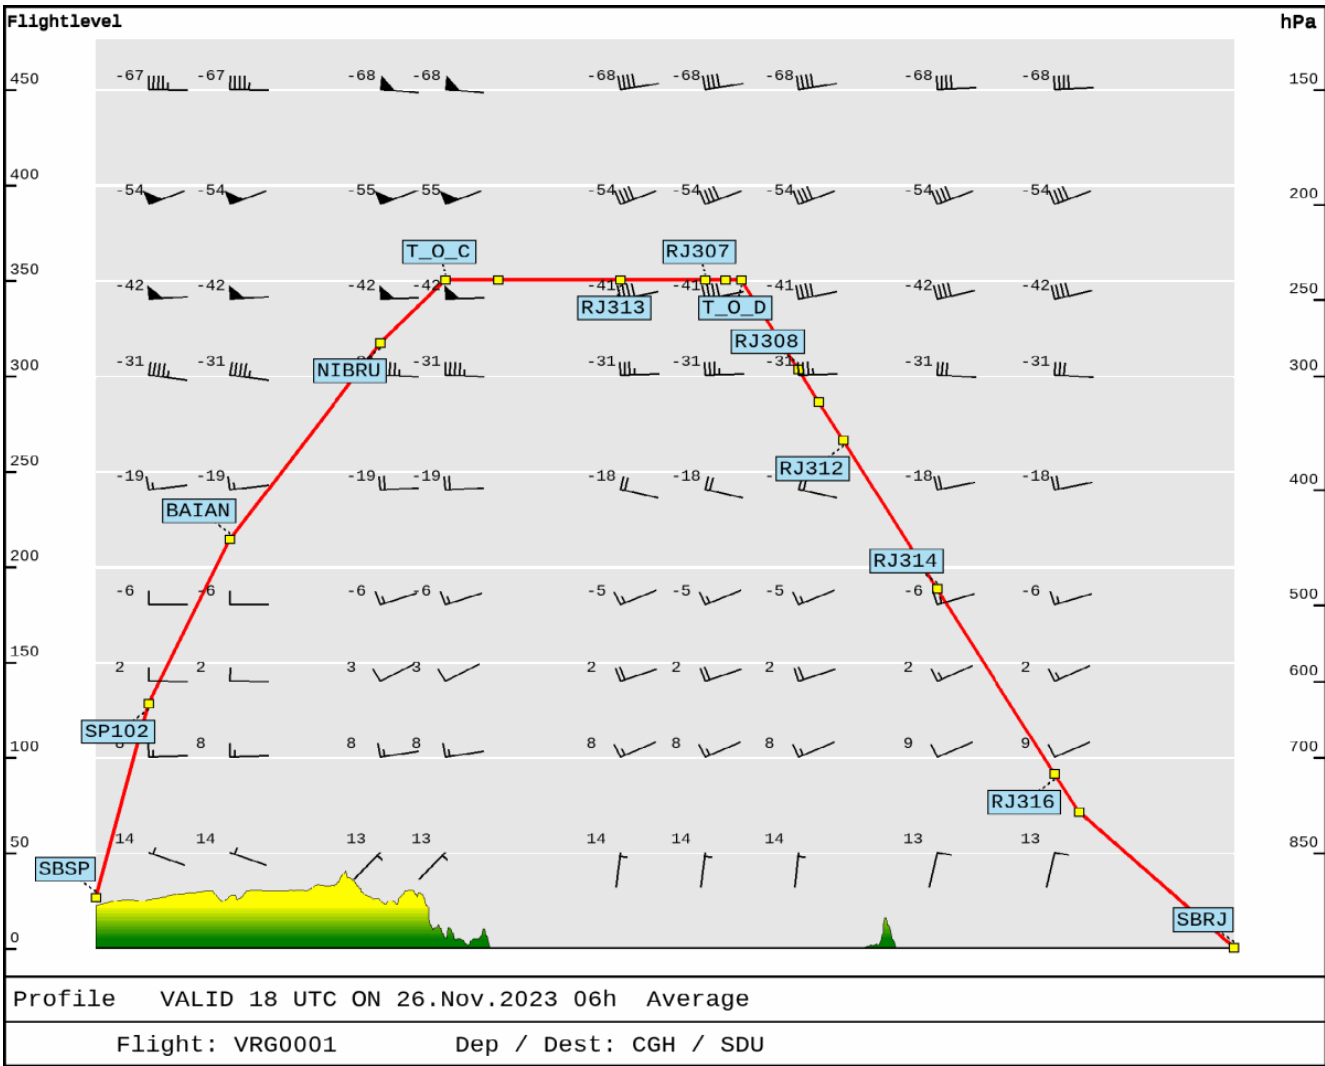 Flightlevel hPa
450 -67 -67 -68 -68 -68 -68 -68 -68 -68 150
400 -54 -54 -55 -55 -54 -54 -54 -54 -54 200
T_O_C RJ307
350 -42 -42 -42 -42 -41 -41 -41 -42 -42 250
RJ313 T_O_D
RJ308
300 -31 -31 -31 -31 -31 -31 -31 -31 300
NIBRU
250 -19 -19 -19 -19 -18 -18 -18 -18 400
RJ312
BAIAN
200 -6 -6 -6 -6 -5 -5 -5 -6 -6 500
RJ314
150 2 2 3 3 2 2 2 2 2 600
SP102
100 8 8 8 8 8 8 9 9 700
RJ316
50 14 14 13 13 14 14 14 13 13 850
SBSP
SBRJ
0
Profile VALID 18 UTC ON 26.Nov.2023 06h Average
Flight: VRG0001 Dep / Dest: CGH / SDU